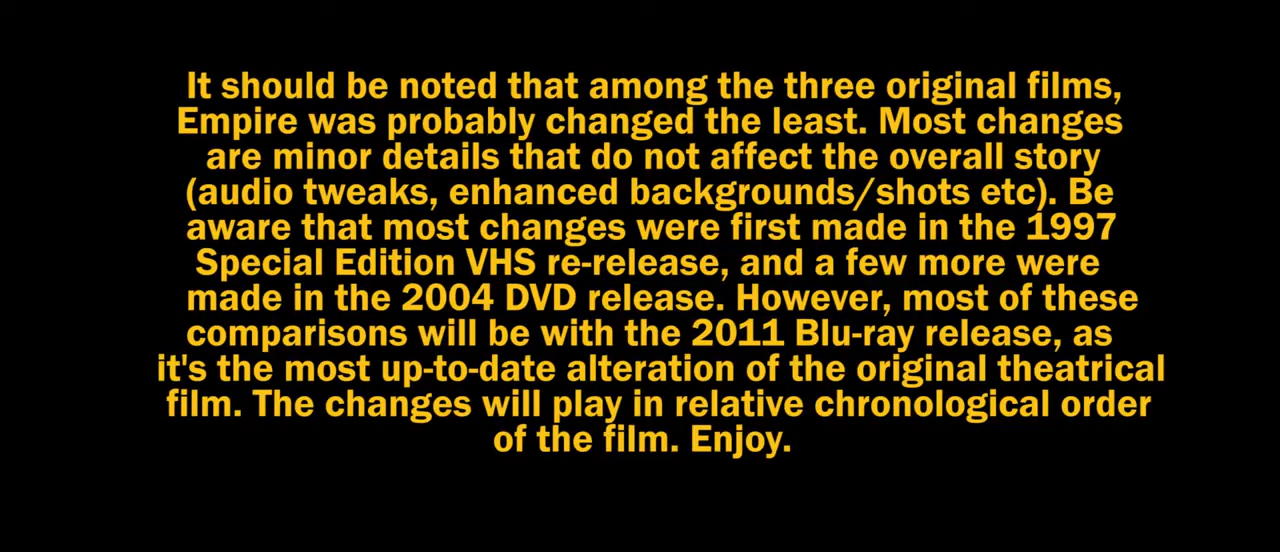 It should be noted that among the three original films,
Empire was probably changed the least. Most changes
are minor details that do not affect the overall story
(audio tweaks, enhanced backgrounds/shots etc). Be
aware that most changes were first made in the 1997
Special Edition VHS re-release, and a few more were
made in the 2004 DVD release. However, most of these
comparisons will be with the 2011 Blu-ray release, as
it's the most up-to-date alteration of the original theatrical
film. The changes will play in relative chronological order
of the film. Enjoy.